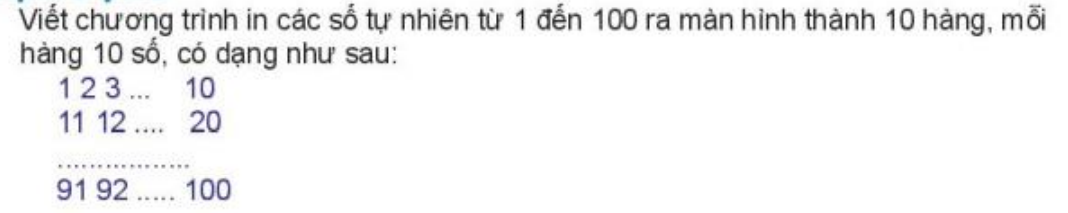 Viết chương trình in các số tự nhiên từ 1 đến 100 ra màn hình thành 10 hàng, mỗi
hàng 10 số, có dạng như sau:
1 2 3 ... 10
11 12 .... 20
.................
91 92 ..... 100